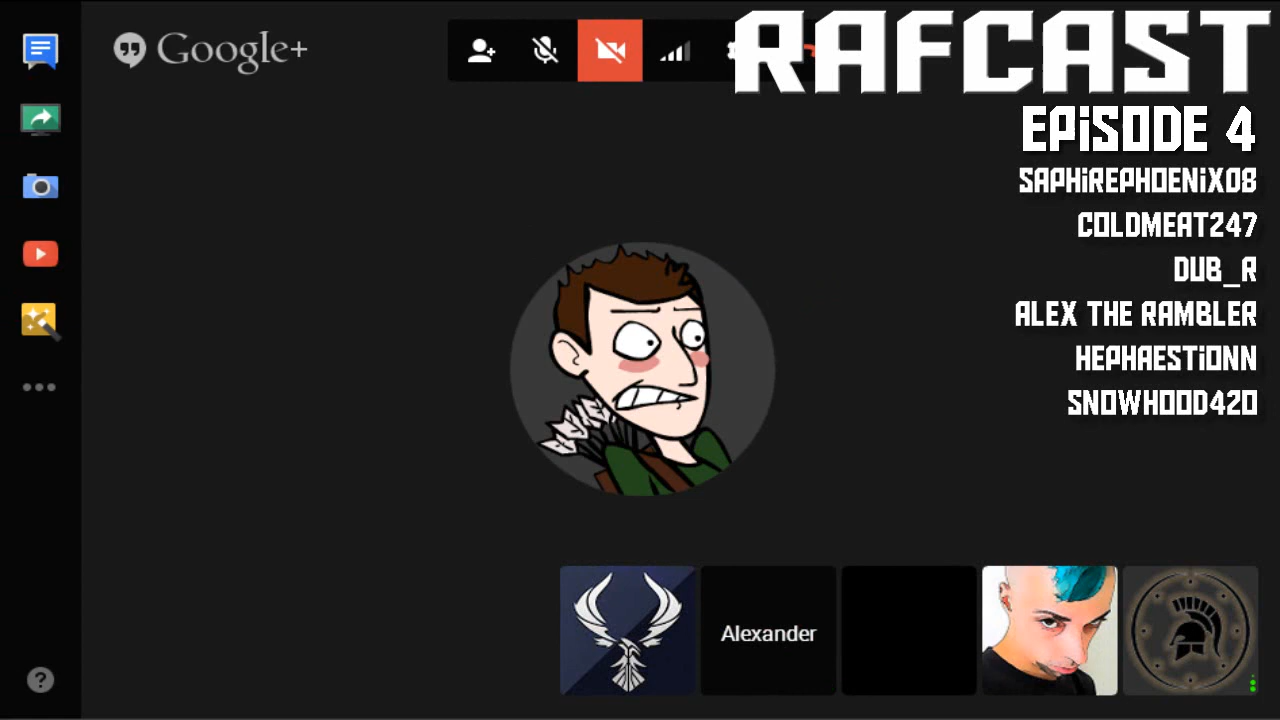 Google+
RAFCAST
EPiSODE 4
SAPHiREPHOENiX08
COLDMEAT247
DUB_R
ALEX THE RAMBLER
HEPHAESTiONN
SNOWHOOD420
Alexander